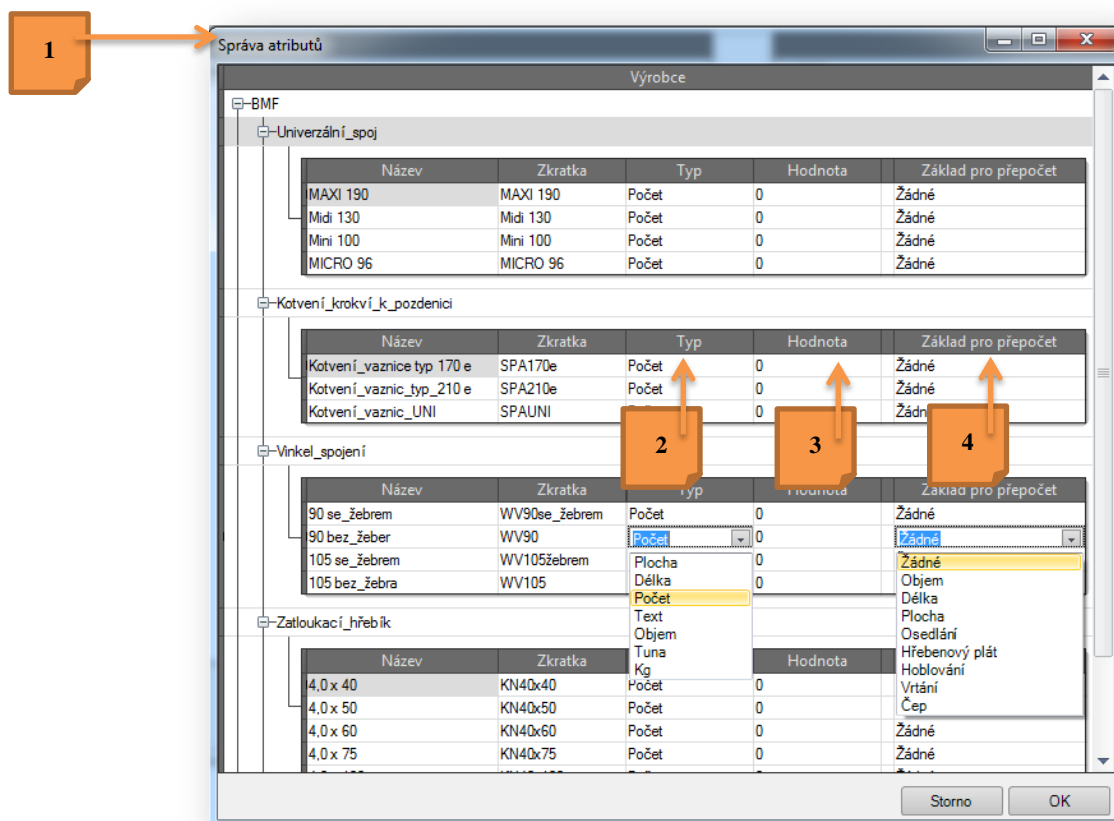 1
Správa atributů
Výrobce
BMF
Univerzální_spoj
Název Zkratka Typ Hodnota Základ pro přepočet
MAXI 190 MAXI 190 Počet 0 Žádné
Midi 130 Midi 130 Počet 0 Žádné
Mini 100 Mini 100 Počet 0 Žádné
MICRO 96 MICRO 96 Počet 0 Žádné
Kotvení_krokví_k_pozdenici
Název Zkratka Typ Hodnota Základ pro přepočet
Kotvení_vaznice typ 170 e SPA170e Počet 0 Žádné
Kotvení_vaznic_typ_210 e SPA210e Počet 0 Žádné
Kotvení_vaznic_UNI SPAUNI
2 3 4
Vinkel_spojení
Název Zkratka Typ Hodnota Základ pro přepočet
90 se_žebrem WV90se_žebrem Počet 0 Žádné
90 bez_žeber WV90 Počet 0 Žádné
105 se_žebrem WV105žebrem 0
105 bez_žebra WV105 0
Plocha
Délka
Počet
Text
Objem
Tuna
Kg
Žádné
Objem
Délka
Plocha
Osedlání
Hřebenový plát
Hoblování
Vrtání
Čep
Zatloukací_hřebík
Název Zkratka Hodnota
4,0 x 40 KN40x40 Počet 0
4,0 x 50 KN40x50 Počet 0
4,0 x 60 KN40x60 Počet 0 Žádné
4,0 x 75 KN40x75 Počet 0 Žádné
Storno OK